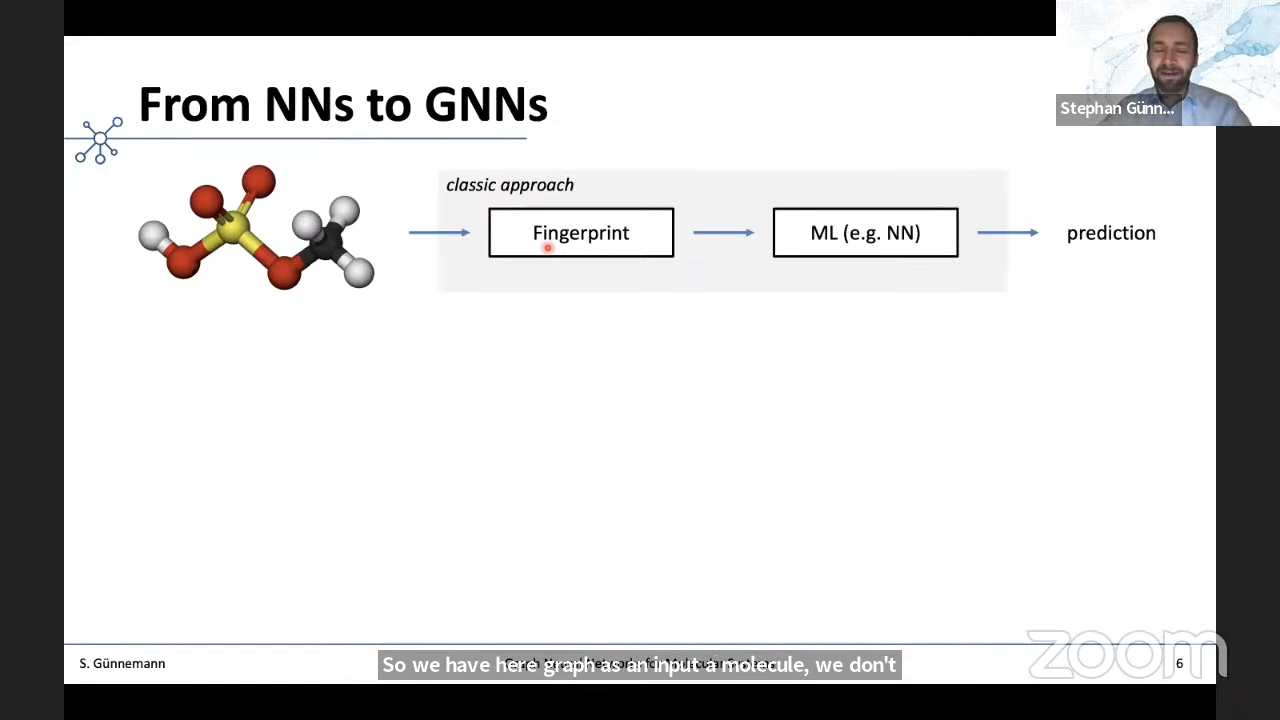 From NNs to GNNs
Stephan Günn...
classic approach
Fingerprint
ML (e.g. NN)
prediction
S. Günnemann
So we have here graph as an input a molecule, we don't
zoom
6